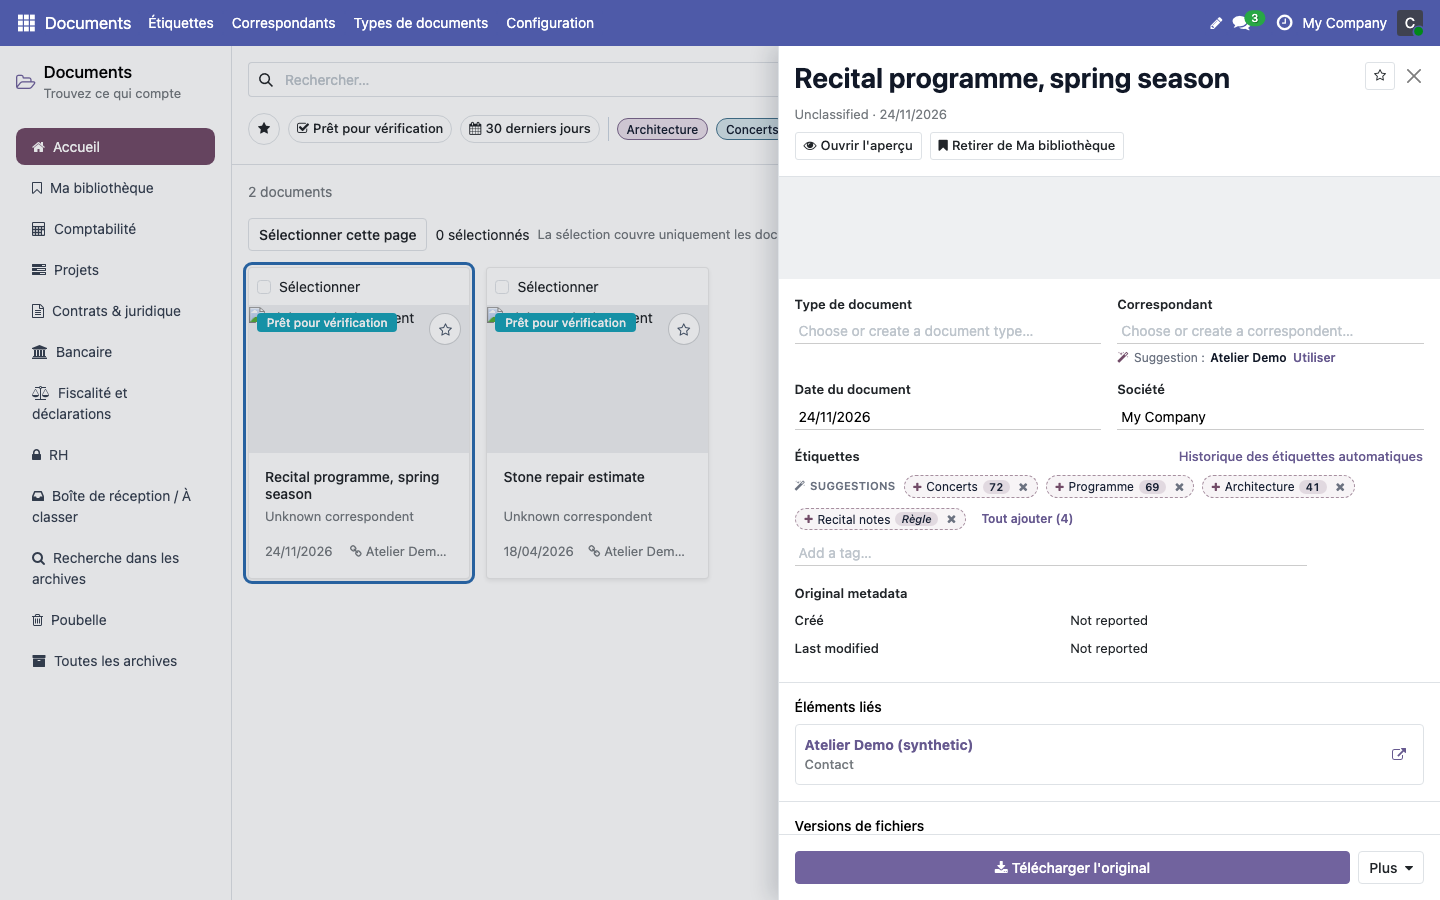 Documents Étiquettes Correspondants Types de documents Configuration 3 My Company C
Documents
Trouvez ce qui compte
Accueil
Ma bibliothèque
Comptabilité
Projets
Contrats & juridique
Bancaire
Fiscalité et
déclarations
RH
Boîte de réception / À
classer
Recherche dans les
archives
Poubelle
Toutes les archives
Rechercher...
Prêt pour vérification 30 derniers jours Architecture Concerts
2 documents
Sélectionner cette page 0 sélectionnés La sélection couvre uniquement les doc
Sélectionner
Prêt pour vérification
Recital programme, spring
season
Unknown correspondent
24/11/2026 Atelier Dem...
Sélectionner
Prêt pour vérification
Stone repair estimate
Unknown correspondent
18/04/2026 Atelier Dem...
Recital programme, spring season
Unclassified · 24/11/2026
Ouvrir l'aperçu Retirer de Ma bibliothèque
Type de document
Choose or create a document type...
Correspondant
Choose or create a correspondent...
Suggestion : Atelier Demo Utiliser
Date du document
24/11/2026
Société
My Company
Étiquettes Historique des étiquettes automatiques
SUGGESTIONS + Concerts 72 × + Programme 69 × + Architecture 41 ×
+ Recital notes Règle × Tout ajouter (4)
Add a tag...
Original metadata
Créé Not reported
Last modified Not reported
Éléments liés
Atelier Demo (synthetic)
Contact
Versions de fichiers
Télécharger l'original Plus